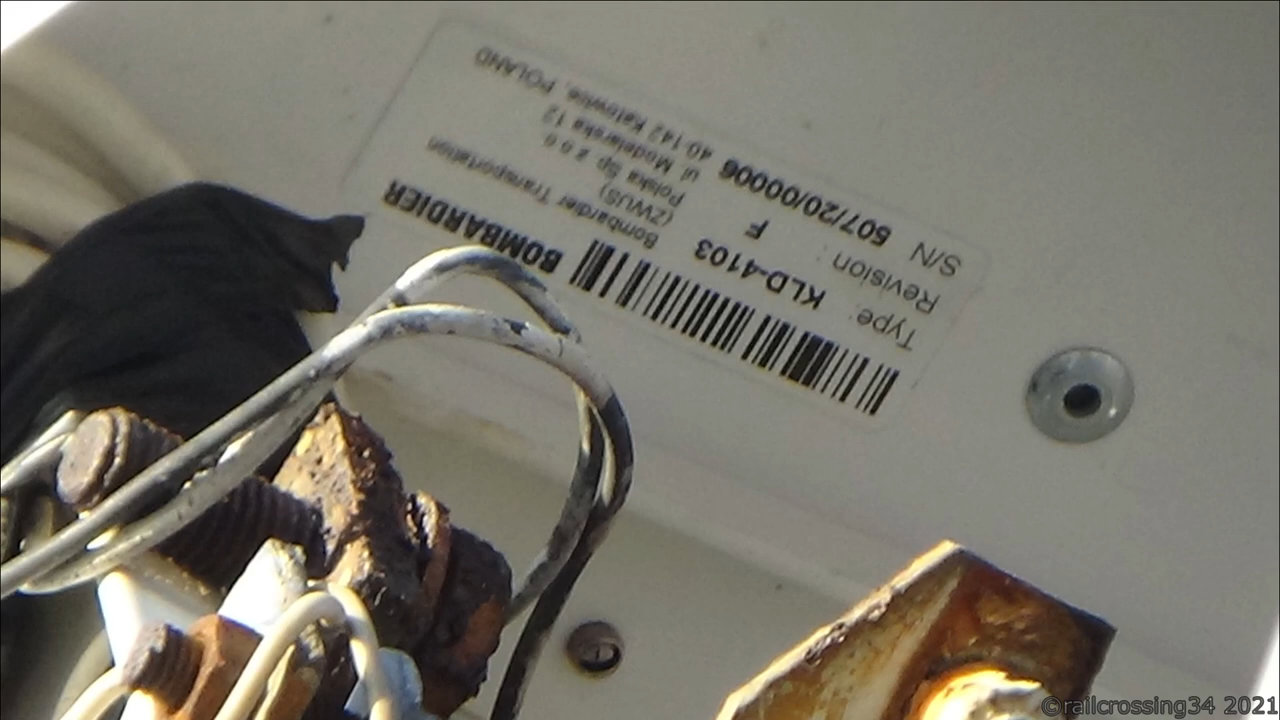 BOMBARDIER
Bombardier Transportation
(ZWUS)
Polska Sp z o.o.
ul. Modelarska 12
40-142 Katowice, POLAND
Type: KLD-4103
Revision : F
S/N 507/20/00006
©railcrossing34 2021